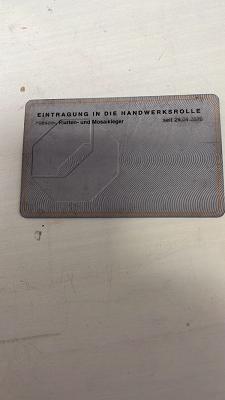 EINTRAGUNG IN DIE HANDWERKSROLLE
Fliesen-, Platten- und Mosaikleger seit